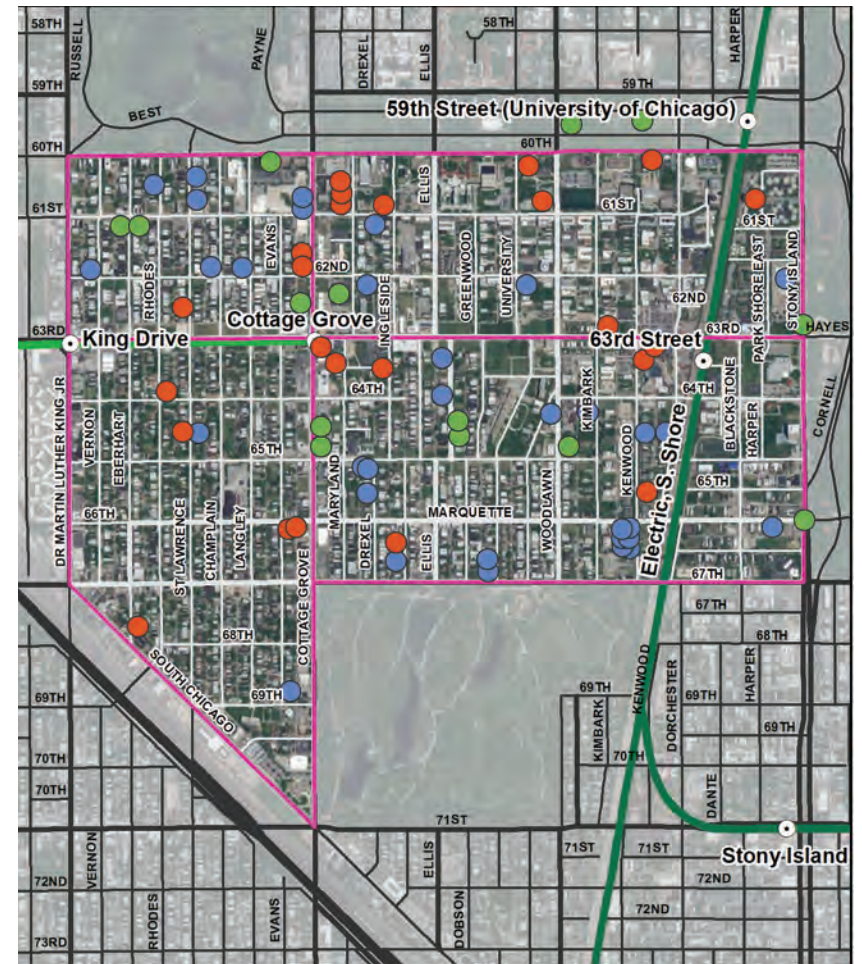 58TH
RUSSELL
PAYNE
DREXEL
ELLIS
58TH
HARPER
59TH
59TH
BEST
59th Street (University of Chicago)
60TH
60TH
61ST
RHODES
EVANS
ELLIS
61ST
61ST
62ND
INGLESIDE
GREENWOOD
UNIVERSITY
62ND
PARK SHORE EAST
STONY ISLAND
63RD
King Drive
Cottage Grove
63rd Street
63RD
HAYES
DR MARTIN LUTHER KING JR
VERNON
EBERHART
64TH
KIMBARK
64TH
BLACKSTONE
HARPER
CORNELL
65TH
65TH
66TH
ST LAWRENCE
CHAMPLAIN
LANGLEY
MARYLAND
DREXEL
MARQUETTE
ELLIS
WOODLAWN
KENWOOD
Electric, S. Shore
COTTAGE GROVE
67TH
67TH
68TH
68TH
SOUTH CHICAGO
69TH
69TH
69TH
KENWOOD
DORCHESTER
69TH
HARPER
69TH
KIMBARK
70TH
70TH
70TH
DANTE
71ST
71ST
71ST
Stony Island
VERNON
ELLIS
72ND
72ND
72ND
RHODES
EVANS
DOBSON
73RD